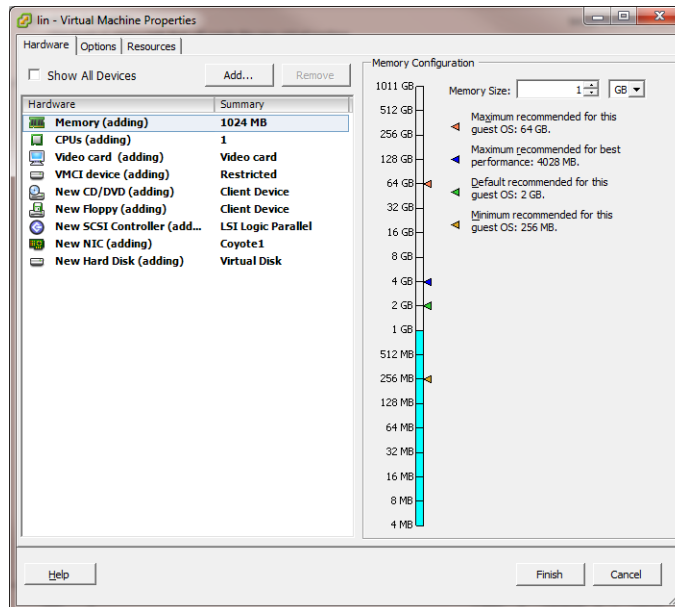 lin - Virtual Machine Properties
Hardware Options Resources
Show All Devices
Add...
Remove
Hardware Summary
Memory (adding) 1024 MB
CPUs (adding) 1
Video card (adding) Video card
VMCI device (adding) Restricted
New CD/DVD (adding) Client Device
New Floppy (adding) Client Device
New SCSI Controller (add... LSI Logic Parallel
New NIC (adding) Coyote1
New Hard Disk (adding) Virtual Disk
Memory Configuration
1011 GB
512 GB
256 GB
128 GB
64 GB
32 GB
16 GB
8 GB
4 GB
2 GB
1 GB
512 MB
256 MB
128 MB
64 MB
32 MB
16 MB
8 MB
4 MB
Memory Size: 1 GB
Maximum recommended for this
guest OS: 64 GB.
Maximum recommended for best
performance: 4028 MB.
Default recommended for this
guest OS: 2 GB.
Minimum recommended for this
guest OS: 256 MB.
Help
Finish
Cancel